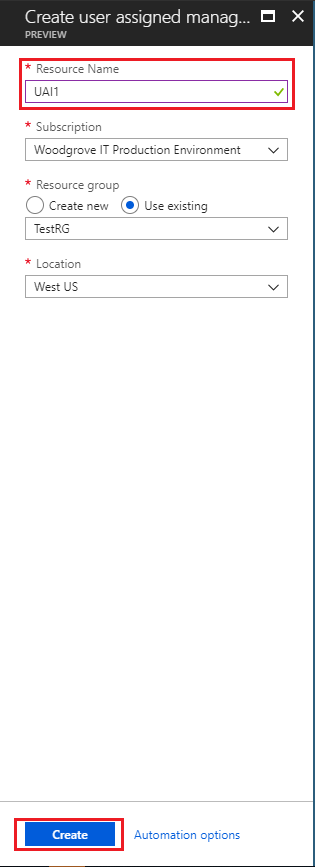 Create user assigned manag...
PREVIEW
* Resource Name
UAI1
* Subscription
Woodgrove IT Production Environment
* Resource group
Create new Use existing
TestRG
* Location
West US
Create Automation options